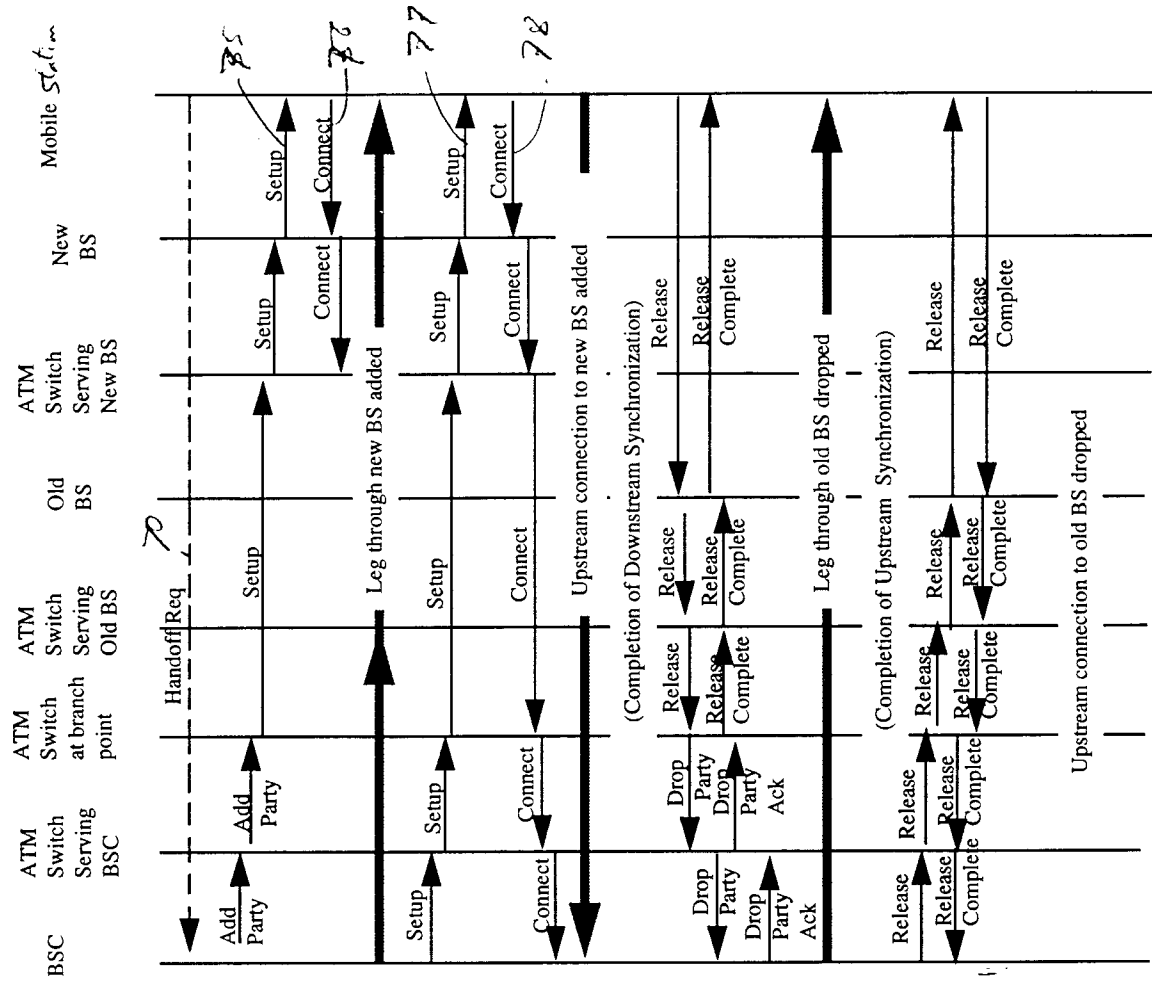 BSC
ATM
Switch
Serving
BSC
ATM
Switch
at branch
point
ATM
Switch
Serving
Old BS
Old
BS
ATM
Switch
Serving
New BS
New
BS
Mobile Station
Handoff Req
70
Add
Party
Add
Party
Setup
Setup
Setup
75
Connect
Connect
76
Leg through new BS added
Setup
Setup
Setup
Setup
Setup
77
Connect
Connect
Connect
Connect
Connect
78
Upstream connection to new BS added
(Completion of Downstream Synchronization)
Release
Release
Complete
Release
Release
Complete
Release
Release
Complete
Drop
Party
Drop
Party
Ack
Drop
Party
Drop
Party
Ack
Leg through old BS dropped
(Completion of Upstream Synchronization)
Release
Release
Complete
Release
Release
Complete
Release
Release
Complete
Release
Release
Complete
Release
Release
Complete
Upstream connection to old BS dropped